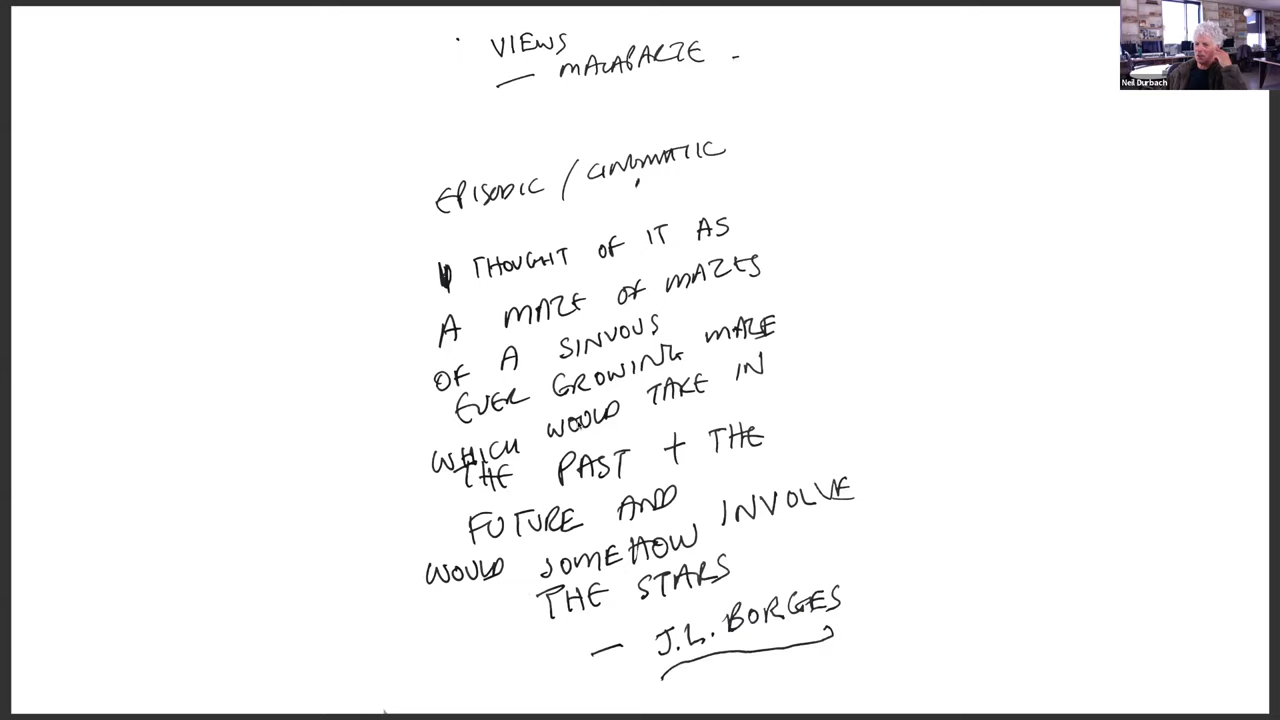 VIEWS
— MALAPARTE -
EPISODIC / CINEMATIC
I THOUGHT OF IT AS
A MAZE OF MAZES
OF A SINUOUS
EVER GROWING MAZE
WHICH WOULD TAKE IN
THE PAST + THE
FUTURE AND
WOULD SOMEHOW INVOLVE
THE STARS
— J.L. BORGES
Neil Durbach